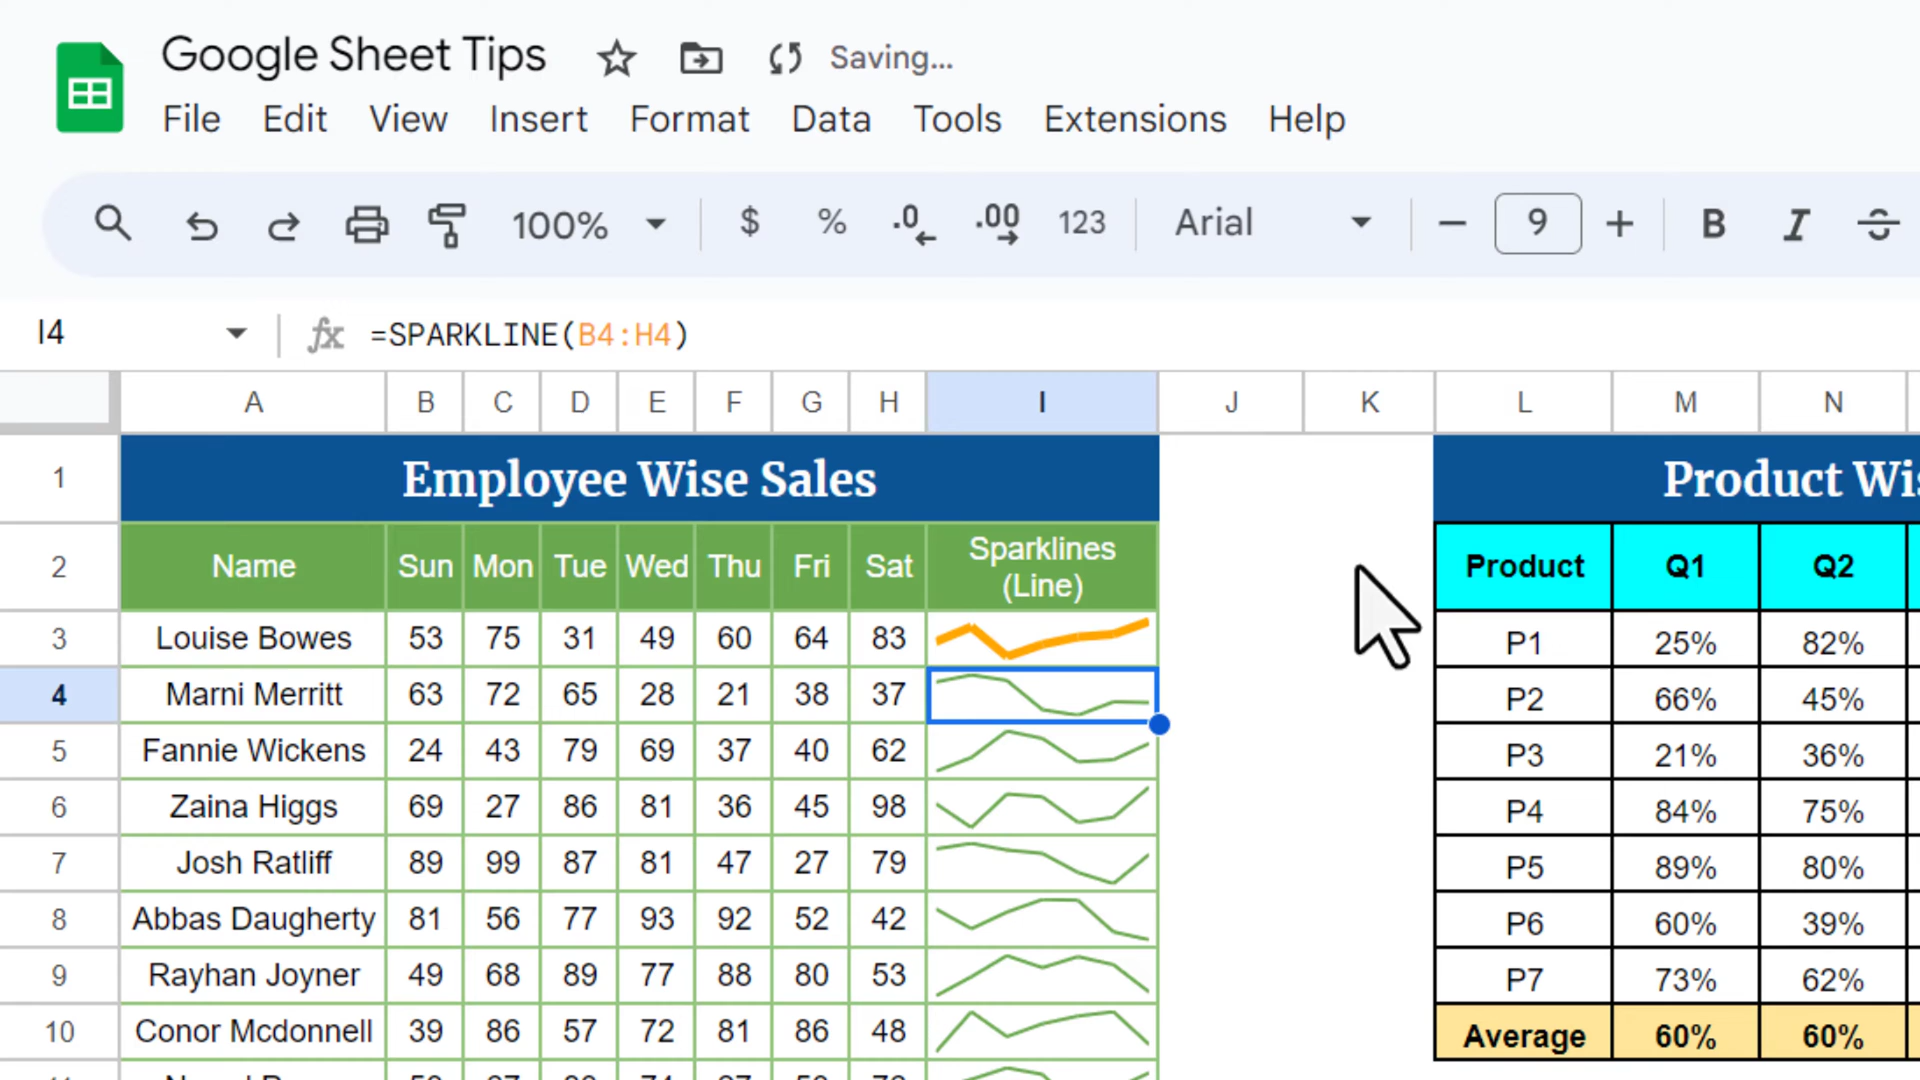 Google Sheet Tips Saving...
File Edit View Insert Format Data Tools Extensions Help
100% $ % .0 .00 123 Arial 9 B I S
I4 fx =SPARKLINE(B4:H4)
A B C D E F G H I J K L M N
1 Employee Wise Sales Product
2 Name Sun Mon Tue Wed Thu Fri Sat Sparklines (Line) Product Q1 Q2
3 Louise Bowes 53 75 31 49 60 64 83 P1 25% 82%
4 Marni Merritt 63 72 65 28 21 38 37 P2 66% 45%
5 Fannie Wickens 24 43 79 69 37 40 62 P3 21% 36%
6 Zaina Higgs 69 27 86 81 36 45 98 P4 84% 75%
7 Josh Ratliff 89 99 87 81 47 27 79 P5 89% 80%
8 Abbas Daugherty 81 56 77 93 92 52 42 P6 60% 39%
9 Rayhan Joyner 49 68 89 77 88 80 53 P7 73% 62%
10 Conor Mcdonnell 39 86 57 72 81 86 48 Average 60% 60%